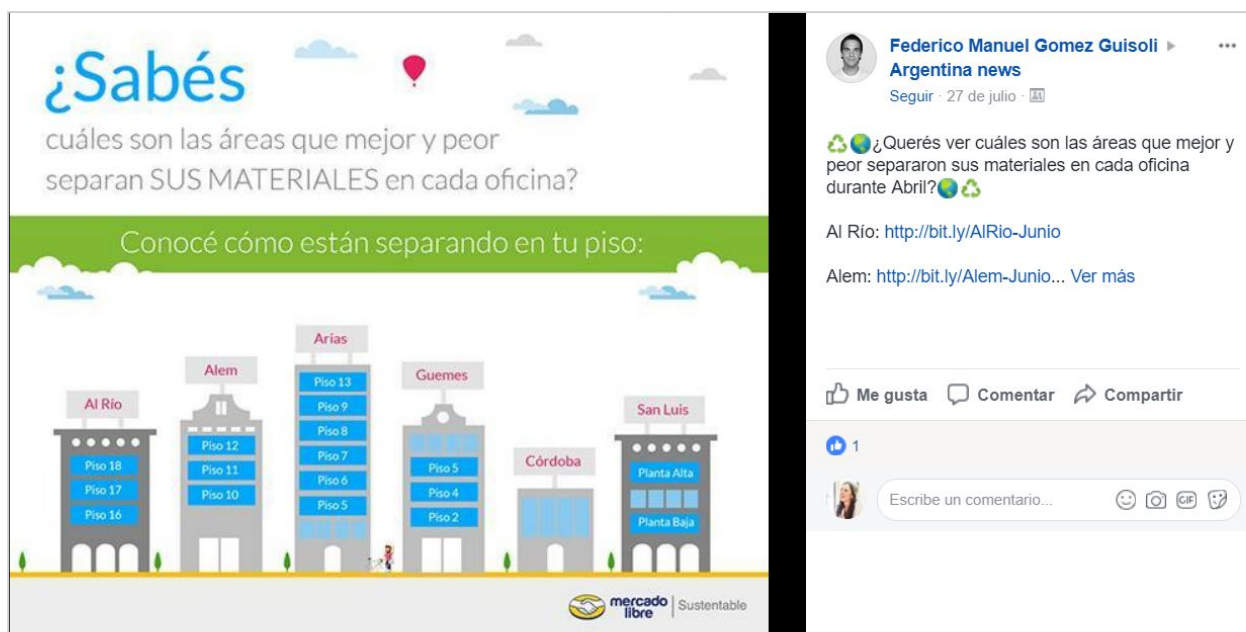 ¿Sabés
cuáles son las áreas que mejor y peor
separan SUS MATERIALES en cada oficina?
Conocé cómo están separando en tu piso:
Al Río
Piso 18
Piso 17
Piso 16
Alem
Piso 12
Piso 11
Piso 10
Arias
Piso 13
Piso 9
Piso 8
Piso 7
Piso 6
Piso 5
Guemes
Piso 5
Piso 4
Piso 2
Córdoba
San Luis
Planta Alta
Planta Baja
mercado
libre
Sustentable
Federico Manuel Gomez Guisoli
Argentina news
Seguir · 27 de julio
¿Querés ver cuáles son las áreas que mejor y
peor separaron sus materiales en cada oficina
durante Abril?
Al Río: http://bit.ly/AlRio-Junio
Alem: http://bit.ly/Alem-Junio... Ver más
Me gusta
Comentar
Compartir
1
Escribe un comentario...
GIF